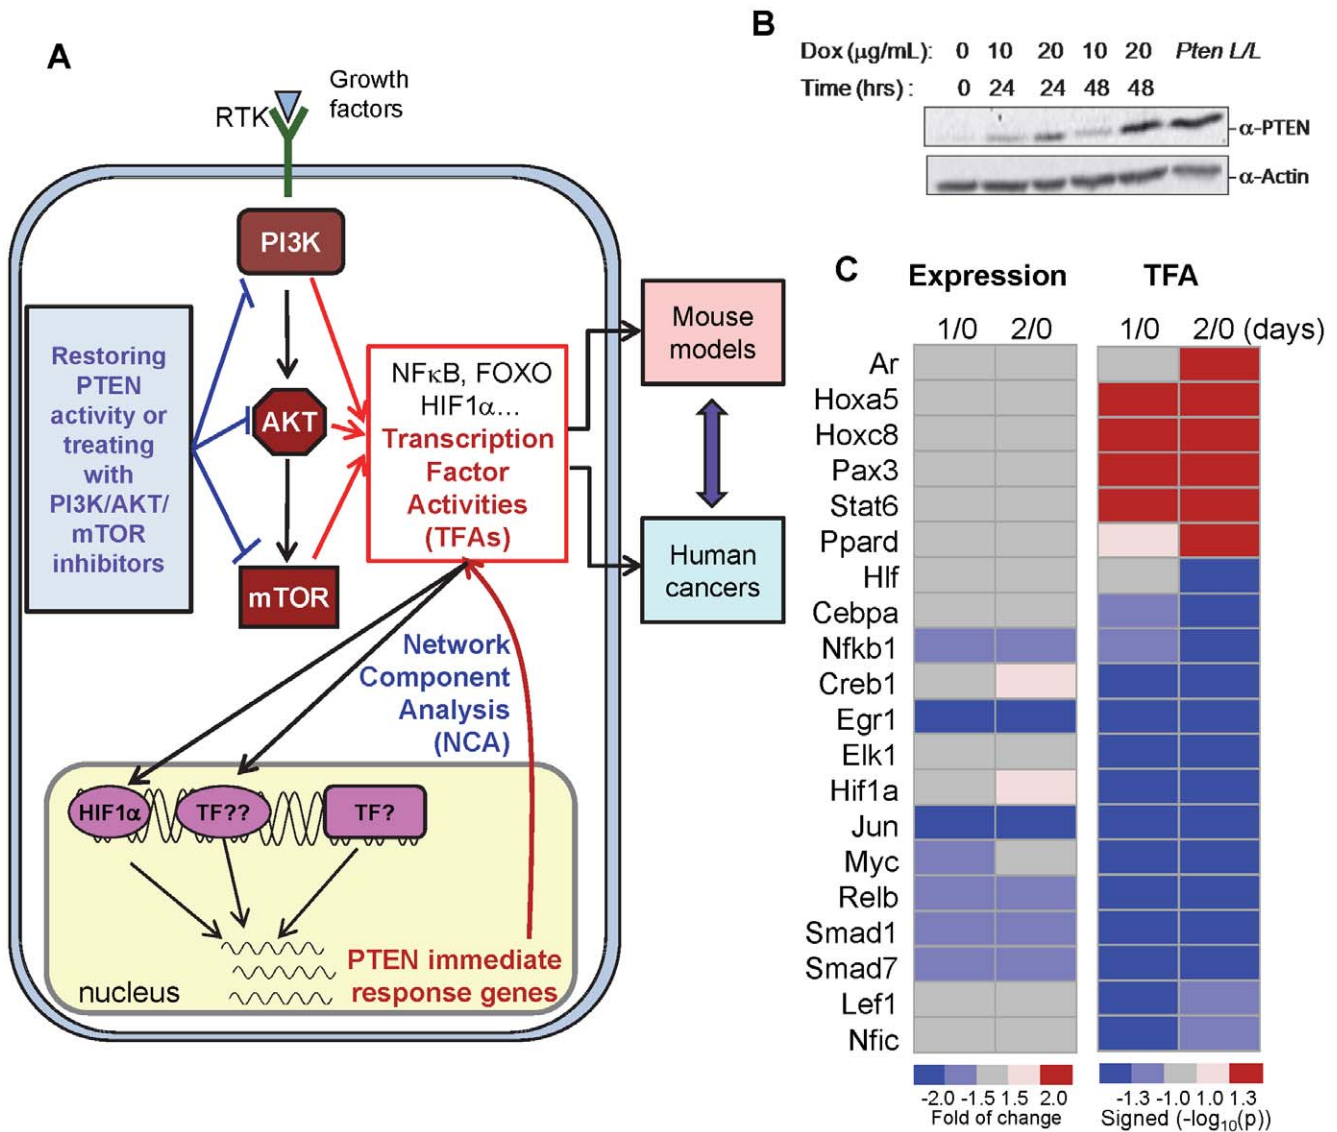 A
Growth
factors
RTK
PI3K
Restoring
PTEN
activity or
treating
with
PI3K/AKT/
mTOR
inhibitors
AKT
mTOR
NFκB, FOXO
HIF1α...
Transcription
Factor
Activities
(TFAs)
Mouse
models
Human
cancers
Network
Component
Analysis
(NCA)
HIF1α
TF??
TF?
PTEN immediate
response genes
nucleus
B
Dox (μg/mL): 0 10 20 10 20 Pten L/L
Time (hrs) : 0 24 24 48 48
α-PTEN
α-Actin
C
Expression TFA
1/0 2/0 1/0 2/0 (days)
Ar
Hoxa5
Hoxc8
Pax3
Stat6
Ppard
Hlf
Cebpa
Nfkb1
Creb1
Egr1
Elk1
Hif1a
Jun
Myc
Relb
Smad1
Smad7
Lef1
Nfic
-2.0 -1.5 1.5 2.0
Fold of change
-1.3 -1.0 1.0 1.3
Signed (-log₁₀(p))